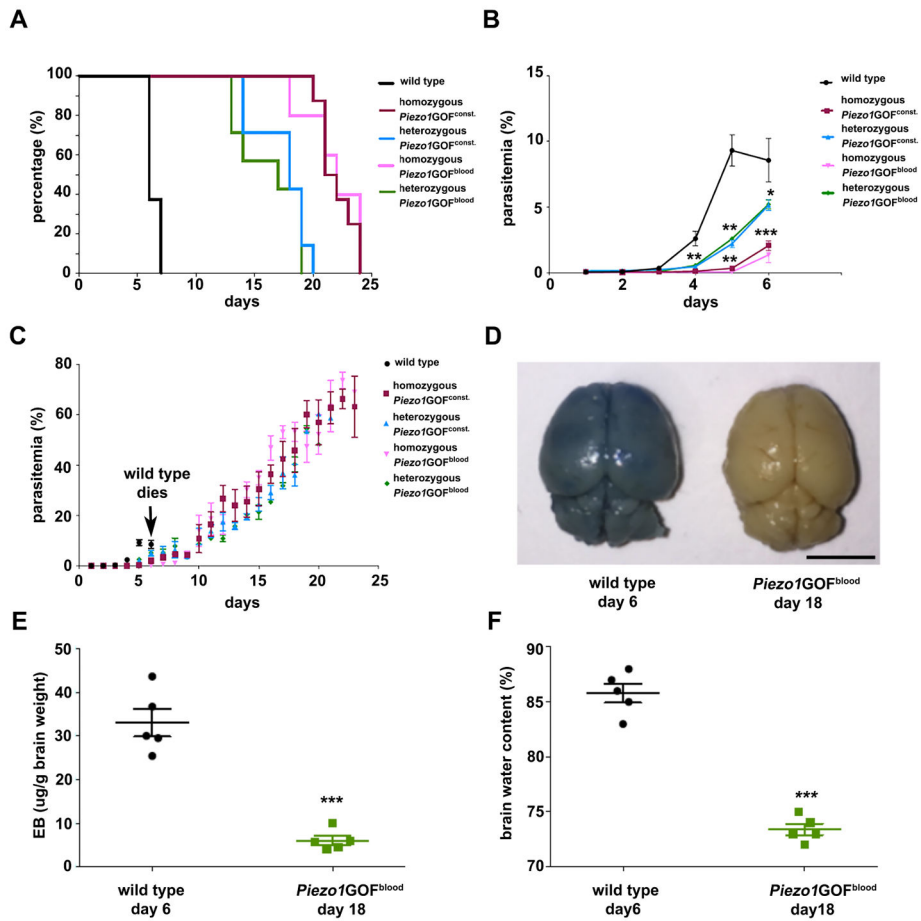 A
percentage (%)
100
80
60
40
20
0
0 5 10 15 20 25
days
wild type
homozygous
Piezo1GOFconst.
heterozygous
Piezo1GOFconst.
homozygous
Piezo1GOFblood
heterozygous
Piezo1GOFblood
B
parasitemia (%)
15
10
5
0
0 2 4 6
days
**
**
**
*
***
wild type
homozygous
Piezo1GOFconst.
heterozygous
Piezo1GOFconst.
homozygous
Piezo1GOFblood
heterozygous
Piezo1GOFblood
C
parasitemia (%)
80
60
40
20
0
0 5 10 15 20 25
days
wild type
dies
wild type
homozygous
Piezo1GOFconst.
heterozygous
Piezo1GOFconst.
homozygous
Piezo1GOFblood
heterozygous
Piezo1GOFblood
D
wild type
day 6
Piezo1GOFblood
day 18
E
EB (ug/g brain weight)
50
40
30
20
10
0
***
wild type
day 6
Piezo1GOFblood
day 18
F
brain water content (%)
90
85
80
75
70
***
wild type
day6
Piezo1GOFblood
day18